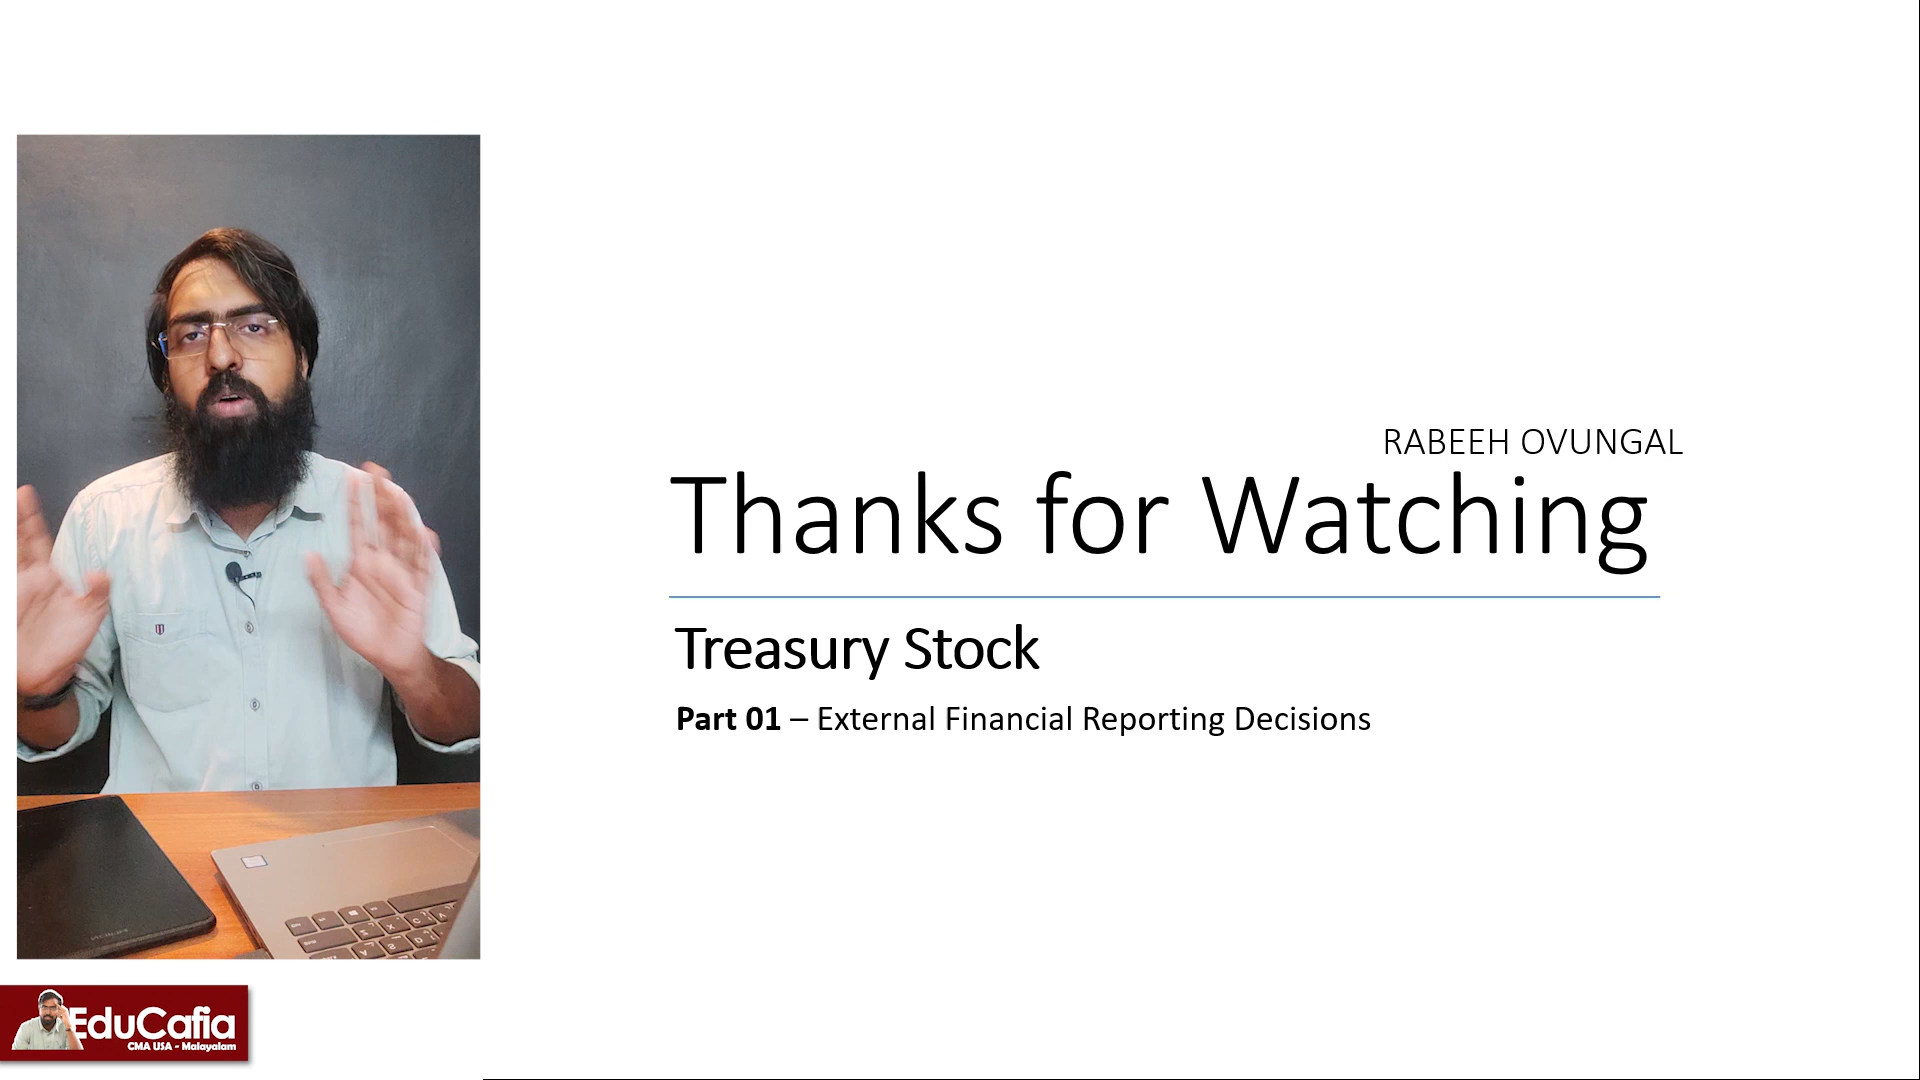 RABEEH OVUNGAL
Thanks for Watching
Treasury Stock
Part 01 – External Financial Reporting Decisions
EduCafia
CMA USA - Malayalam